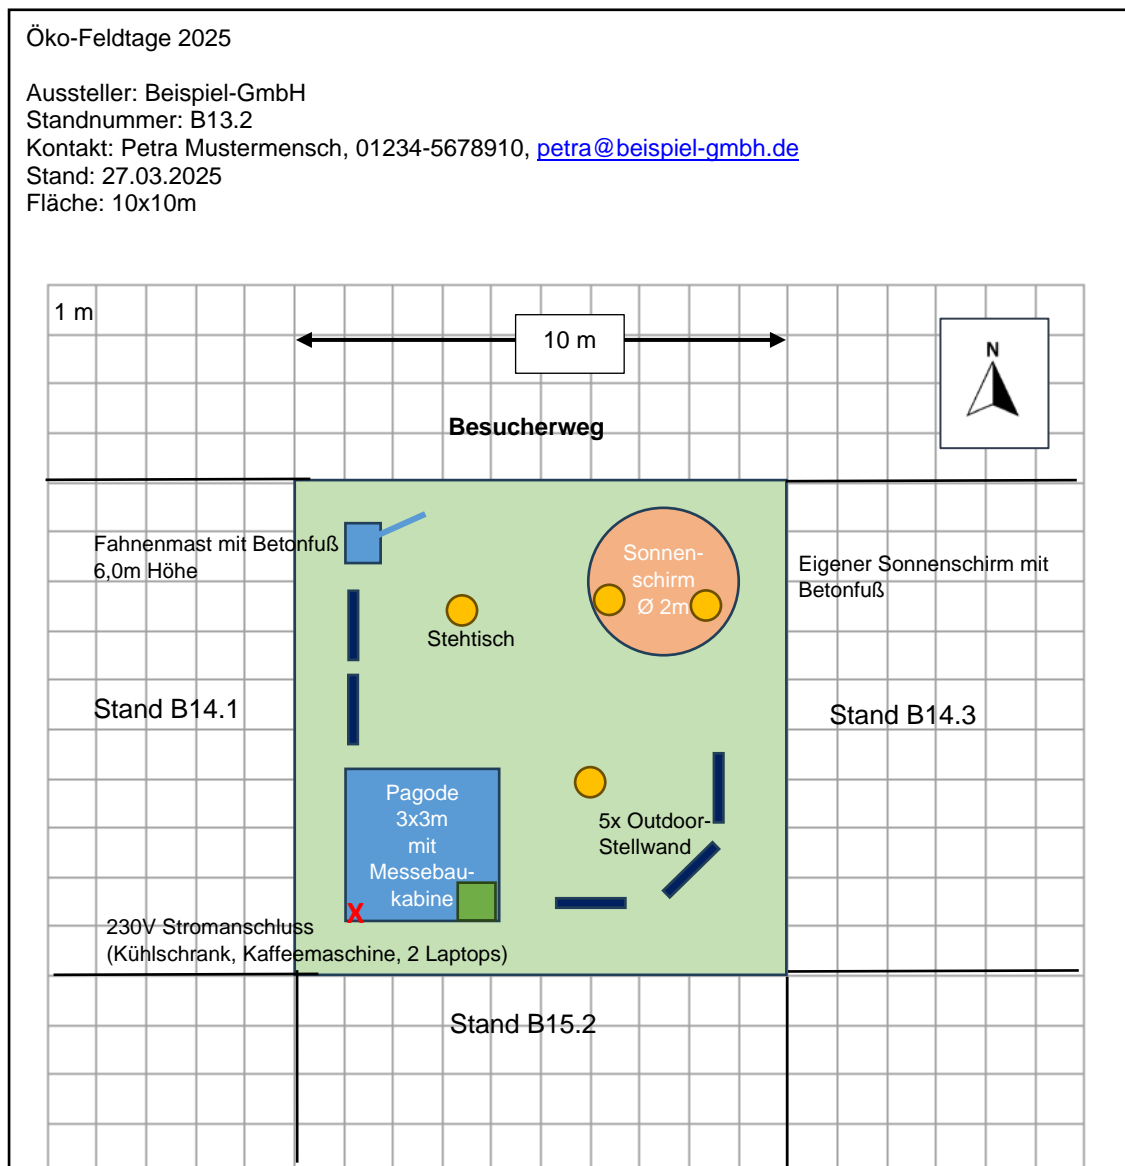 Öko-Feldtage 2025
Aussteller: Beispiel-GmbH
Standnummer: B13.2
Kontakt: Petra Mustermensch, 01234-5678910, petra@beispiel-gmbh.de
Stand: 27.03.2025
Fläche: 10x10m
1 m
10 m
N
Besucherweg
Fahnenmast mit Betonfuß
6,0m Höhe
Sonnen-
schirm
Ø 2m
Eigener Sonnenschirm mit
Betonfuß
Stehtisch
Stand B14.1
Stand B14.3
Pagode
3x3m
mit
Messebau-
kabine
5x Outdoor-
Stellwand
X
230V Stromanschluss
(Kühlschrank, Kaffeemaschine, 2 Laptops)
Stand B15.2